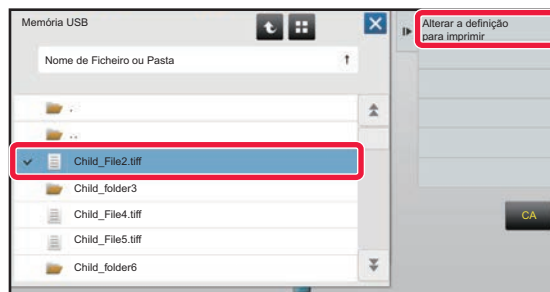 Memória USB
Alterar a definição
para imprimir
Nome de Ficheiro ou Pasta
.
..
Child_File2.tiff
Child_folder3
Child_File4.tiff
Child_File5.tiff
Child_folder6
CA